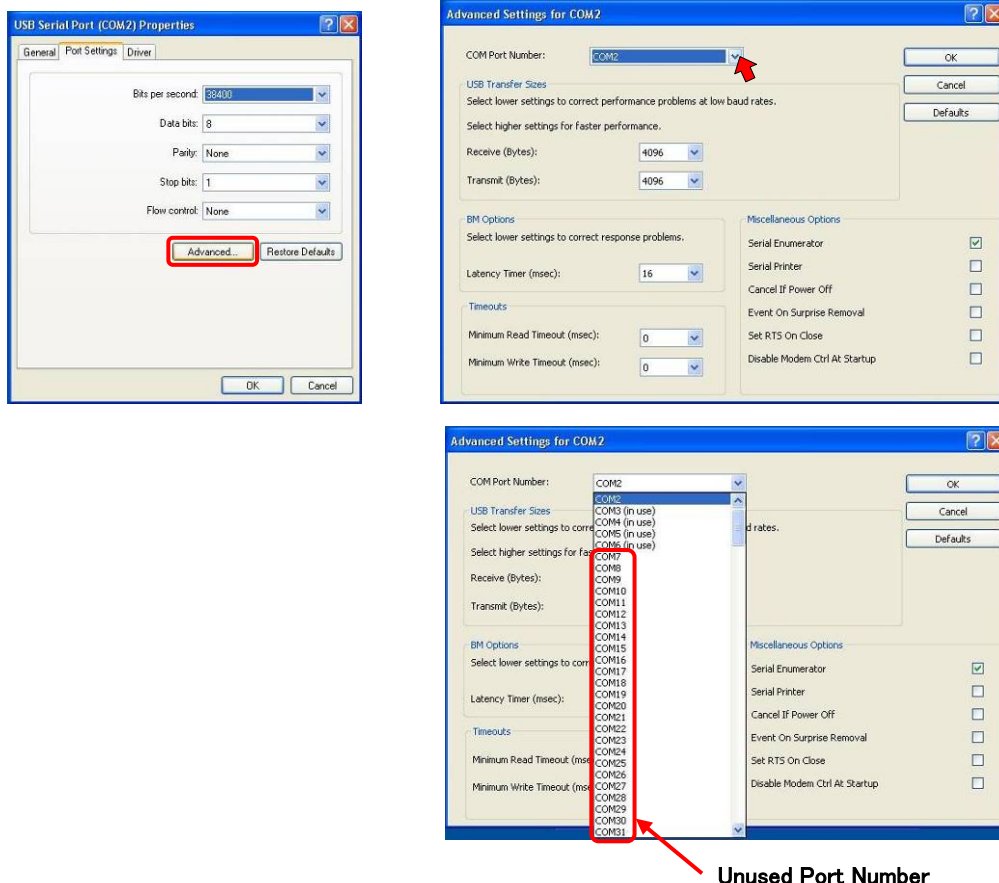 USB Serial Port (COM2) Properties
General Port Settings Driver
Bits per second: 38400
Data bits: 8
Parity: None
Stop bits: 1
Flow control: None
Advanced... Restore Defaults
OK Cancel
Advanced Settings for COM2
COM Port Number: COM2
OK
Cancel
Defaults
USB Transfer Sizes
Select lower settings to correct performance problems at low baud rates.
Select higher settings for faster performance.
Receive (Bytes): 4096
Transmit (Bytes): 4096
BM Options
Select lower settings to correct response problems.
Latency Timer (msec): 16
Timeouts
Minimum Read Timeout (msec): 0
Minimum Write Timeout (msec): 0
Miscellaneous Options
Serial Enumerator
Serial Printer
Cancel If Power Off
Event On Surprise Removal
Set RTS On Close
Disable Modem Ctrl At Startup
Advanced Settings for COM2
COM Port Number: COM2
OK
Cancel
Defaults
COM2
COM3 (in use)
COM4 (in use)
COM5 (in use)
COM6 (in use)
COM7
COM8
COM9
COM10
COM11
COM12
COM13
COM14
COM15
COM16
COM17
COM18
COM19
COM20
COM21
COM22
COM23
COM24
COM25
COM26
COM27
COM28
COM29
COM30
COM31
USB Transfer Sizes
Select lower settings to corre d rates.
Select higher settings for fas
Receive (Bytes):
Transmit (Bytes):
BM Options
Select lower settings to corr
Latency Timer (msec):
Timeouts
Minimum Read Timeout (mse
Minimum Write Timeout (mse
Miscellaneous Options
Serial Enumerator
Serial Printer
Cancel If Power Off
Event On Surprise Removal
Set RTS On Close
Disable Modem Ctrl At Startup
Unused Port Number